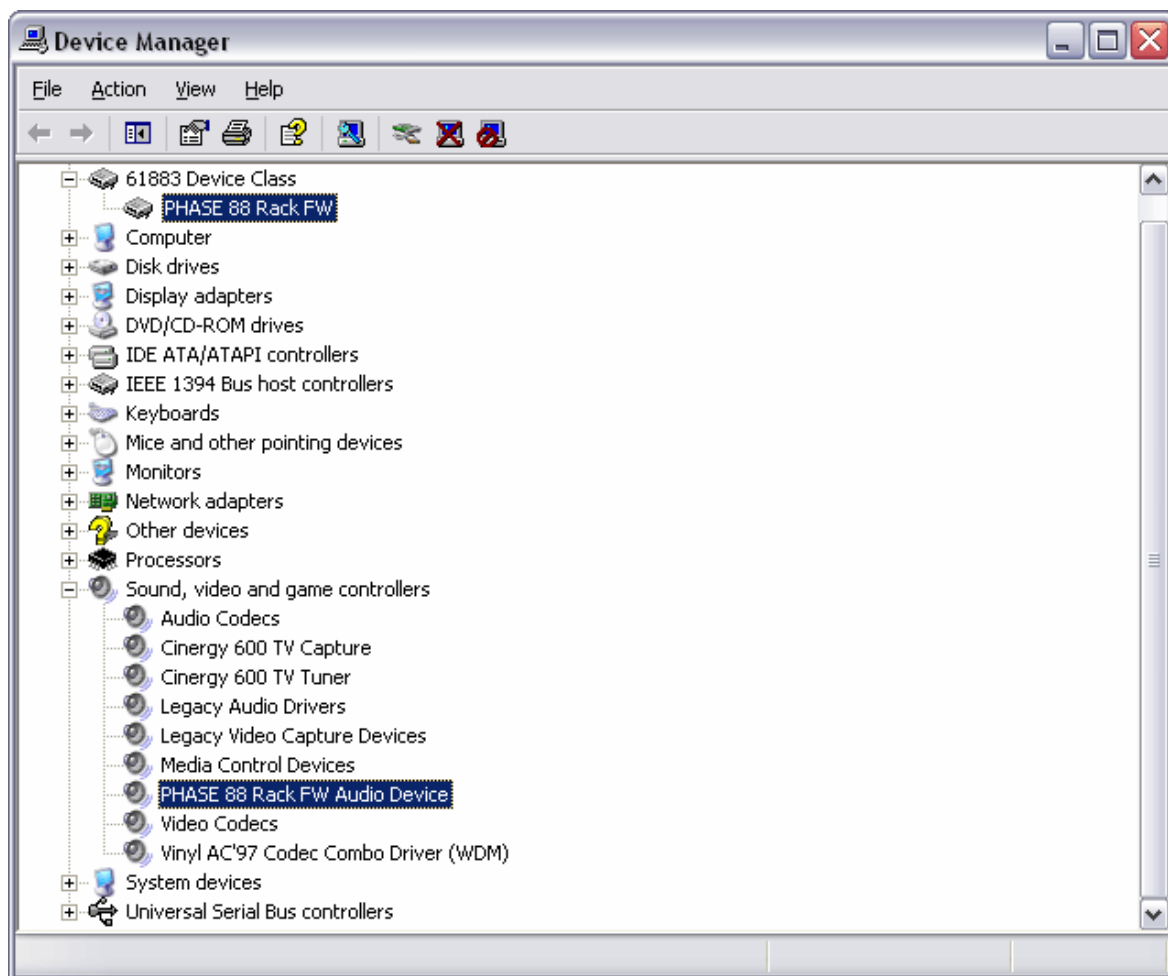 Device Manager
File Action View Help
61883 Device Class
PHASE 88 Rack FW
Computer
Disk drives
Display adapters
DVD/CD-ROM drives
IDE ATA/ATAPI controllers
IEEE 1394 Bus host controllers
Keyboards
Mice and other pointing devices
Monitors
Network adapters
Other devices
Processors
Sound, video and game controllers
Audio Codecs
Cinergy 600 TV Capture
Cinergy 600 TV Tuner
Legacy Audio Drivers
Legacy Video Capture Devices
Media Control Devices
PHASE 88 Rack FW Audio Device
Video Codecs
Vinyl AC'97 Codec Combo Driver (WDM)
System devices
Universal Serial Bus controllers